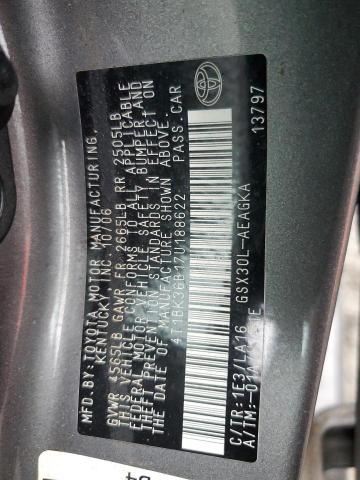 MFD.BY:TOYOTA MOTOR MANUFACTURING,
KENTUCKY, INC. 10/06
GVWR 4565LB GAWR FR 2665LB RR 2505LB
THIS VEHICLE CONFORMS TO ALL APPLICABLE
FEDERAL MOTOR VEHICLE SAFETY, BUMPER, AND
THEFT PREVENTION STANDARDS IN EFFECT ON
THE DATE OF MANUFACTURE SHOWN ABOVE.
4T1BK36B17U188622 PASS.CAR
C/TR:1E3/LA16 GSX30L-AEAGKA
A/TM:
13797